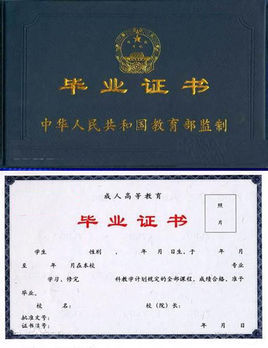 毕业证书
中华人民共和国教育部监制
成人高等教育
毕业证书
照
片
学生 性别 , 年 月 日生,于 年 月
至 年 月在本校 专业
学习,修完 科教学计划规定的全部课程,成绩合格,准予
毕业。
校 名: 校(院)长:
批准文号:
证书注号: 年 月 日